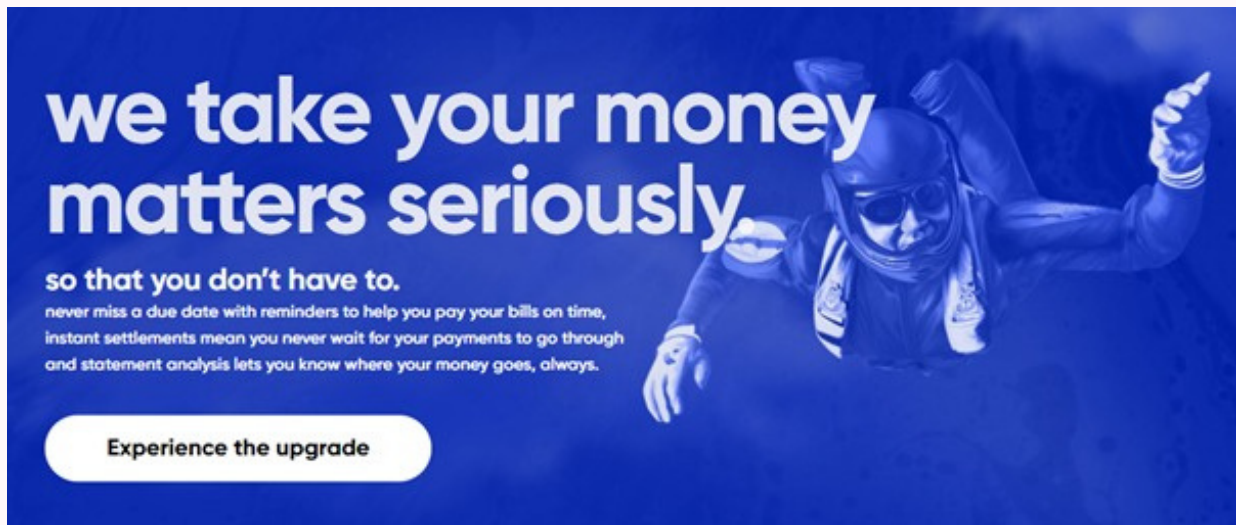 we take your money
matters seriously.
so that you don't have to.
never miss a due date with reminders to help you pay your bills on time,
instant settlements mean you never wait for your payments to go through
and statement analysis lets you know where your money goes, always.
Experience the upgrade